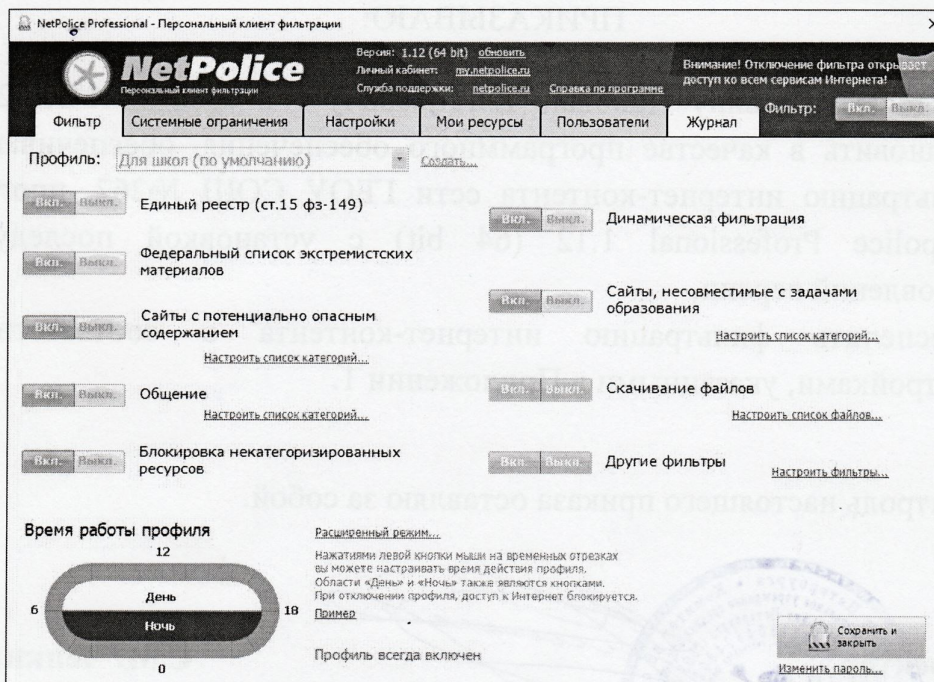 NetPolice Professional - Персональный клиент фильтрации
NetPolice
Персональный клиент фильтрации
Версия: 1.12 (64 bit) обновить
Личный кабинет: my.netpolice.ru
Служба поддержки: netpolice.ru Справка по программе
Внимание! Отключение фильтра открывает
доступ ко всем сервисам Интернета!
Фильтр: Вкл. Выкл.
Фильтр Системные ограничения Настройки Мои ресурсы Пользователи Журнал
Профиль: Для школ (по умолчанию) Создать...
Вкл. Выкл. Единый реестр (ст.15 фз-149)
Вкл. Выкл. Федеральный список экстремистских
материалов
Вкл. Выкл. Сайты с потенциально опасным
содержанием
Настроить список категорий...
Вкл. Выкл. Общение
Настроить список категорий...
Вкл. Выкл. Блокировка некатегоризированных
ресурсов
Вкл. Выкл. Динамическая фильтрация
Вкл. Выкл. Сайты, несовместимые с задачами
образования
Настроить список категорий...
Вкл. Выкл. Скачивание файлов
Настроить список файлов...
Вкл. Выкл. Другие фильтры
Настроить фильтры...
Время работы профиля
12
6 День 18
Ночь
0
Расширенный режим...
Нажатиями левой кнопки мыши на временных отрезках
вы можете настраивать время действия профиля.
Области «День» и «Ночь» также являются кнопками.
При отключении профиля, доступ к Интернет блокируется.
Пример
Профиль всегда включен
Сохранить и
закрыть
Изменить пароль...